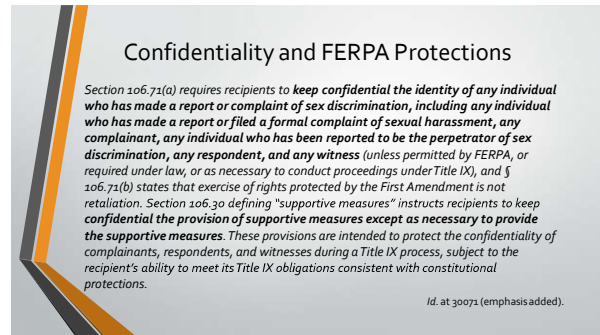 Confidentiality and FERPA Protections
Section 106.71(a) requires recipients to keep confidential the identity of any individual
who has made a report or complaint of sex discrimination, including any individual
who has made a report or filed a formal complaint of sexual harassment, any
complainant, any individual who has been reported to be the perpetrator of sex
discrimination, any respondent, and any witness (unless permitted by FERPA, or
required under law, or as necessary to conduct proceedings under Title IX), and §
106.71(b) states that exercise of rights protected by the First Amendment is not
retaliation. Section 106.30 defining "supportive measures" instructs recipients to keep
confidential the provision of supportive measures except as necessary to provide
the supportive measures. These provisions are intended to protect the confidentiality of
complainants, respondents, and witnesses during a Title IX process, subject to the
recipient's ability to meet its Title IX obligations consistent with constitutional
protections.
Id. at 30071 (emphasis added).